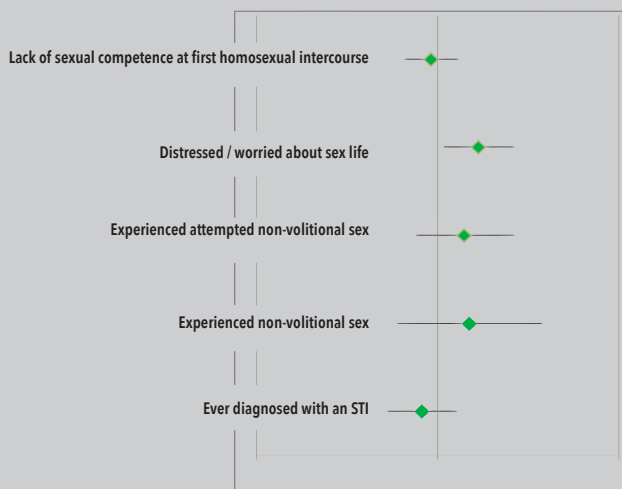 Lack of sexual competence at first homosexual intercourse
Distressed / worried about sex life
Experienced attempted non-volitional sex
Experienced non-volitional sex
Ever diagnosed with an STI